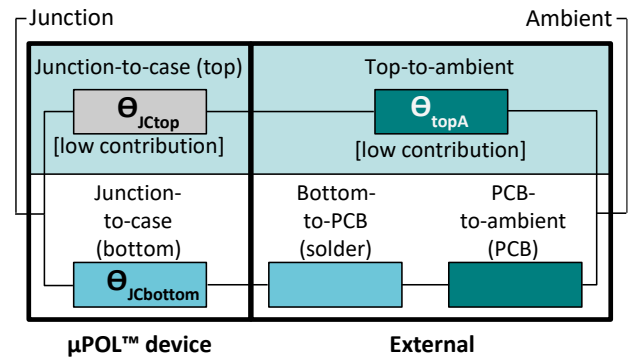 Junction
Ambient
Junction-to-case (top)
Top-to-ambient
ΘJCtop
ΘtopA
[low contribution]
[low contribution]
Junction-
to-case
(bottom)
Bottom-
to-PCB
(solder)
PCB-
to-ambient
(PCB)
ΘJCbottom
µPOL™ device
External